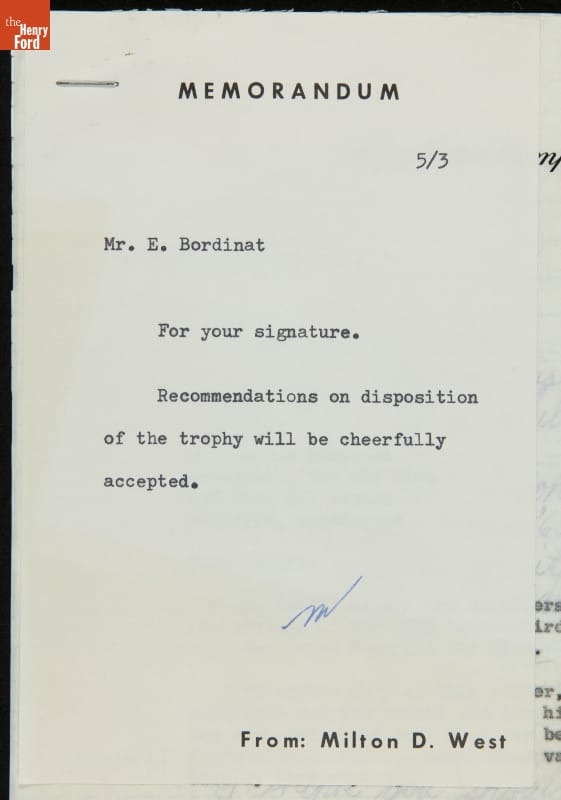 the
Henry
Ford
MEMORANDUM
5/3
Mr. E. Bordinat
For your signature.
Recommendations on disposition
of the trophy will be cheerfully
accepted.
From: Milton D. West